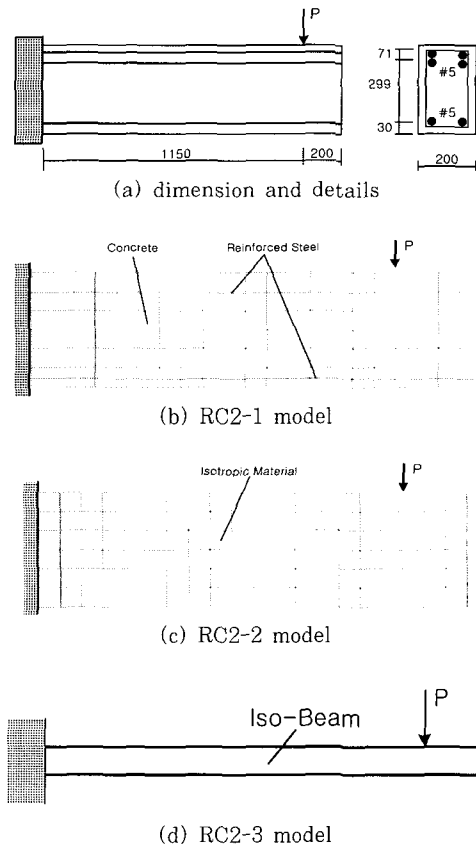 P
71
#5
299
#5
30
1150
200
200
(a) dimension and details
Concrete
Reinforced Steel
P
(b) RC2-1 model
Isotropic Material
P
(c) RC2-2 model
P
Iso-Beam
(d) RC2-3 model